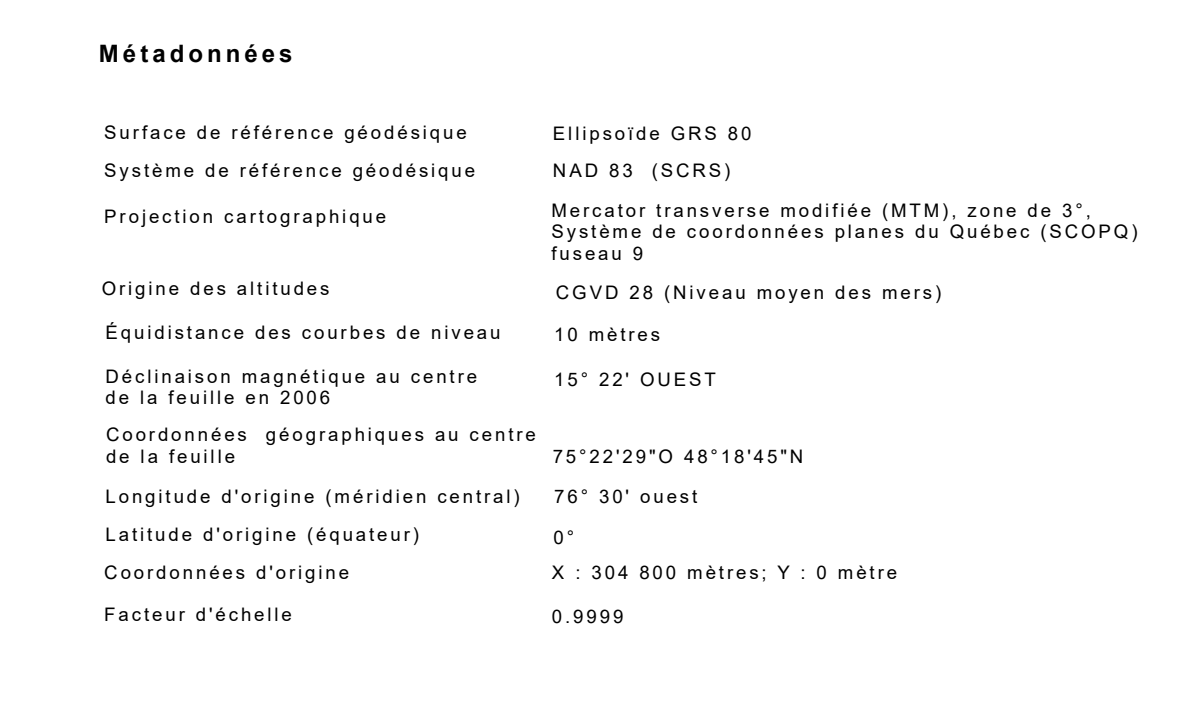 Métadonnées
Surface de référence géodésique Ellipsoïde GRS 80
Système de référence géodésique NAD 83 (SCRS)
Projection cartographique Mercator transverse modifiée (MTM), zone de 3°,
Système de coordonnées planes du Québec (SCOPQ)
fuseau 9
Origine des altitudes CGVD 28 (Niveau moyen des mers)
Équidistance des courbes de niveau 10 mètres
Déclinaison magnétique au centre 15° 22' OUEST
de la feuille en 2006
Coordonnées géographiques au centre
de la feuille 75°22'29"O 48°18'45"N
Longitude d'origine (méridien central) 76° 30' ouest
Latitude d'origine (équateur) 0°
Coordonnées d'origine X : 304 800 mètres; Y : 0 mètre
Facteur d'échelle 0.9999